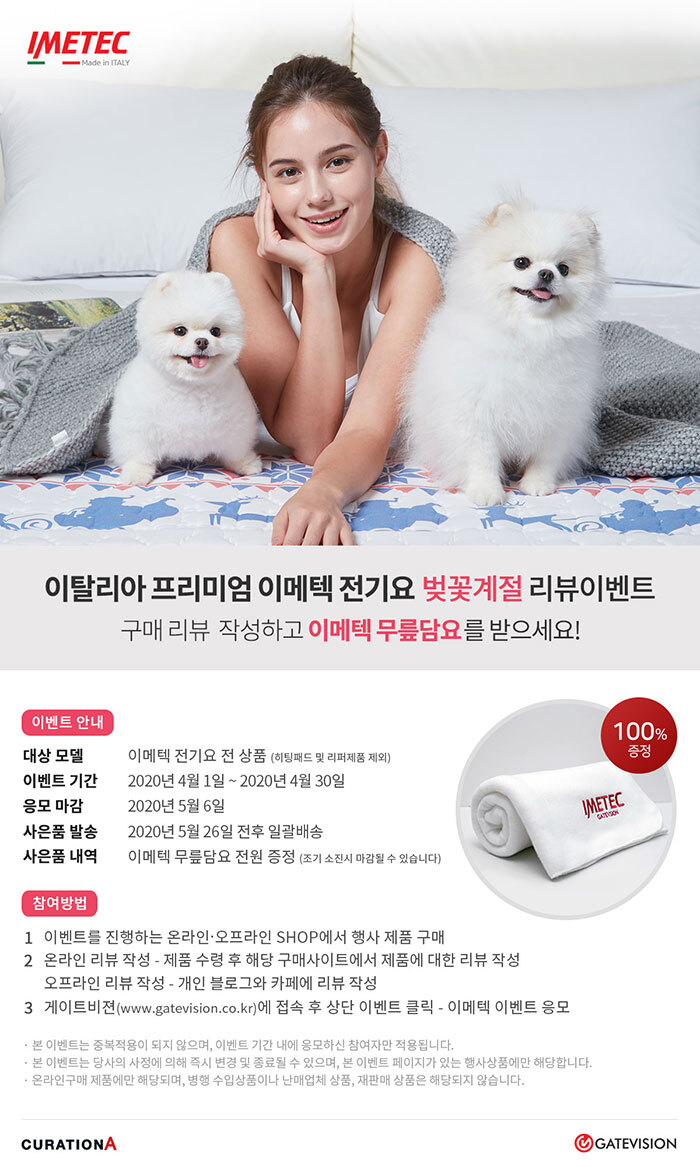 IMETEC
Made in ITALY
이탈리아 프리미엄 이메텍 전기요 벚꽃계절 리뷰이벤트
구매 리뷰 작성하고 이메텍 무릎담요를 받으세요!
이벤트 안내
대상 모델 이메텍 전기요 전 상품 (히팅패드 및 리퍼제품 제외)
이벤트 기간 2020년 4월 1일 ~ 2020년 4월 30일
응모 마감 2020년 5월 6일
사은품 발송 2020년 5월 26일 전후 일괄배송
사은품 내역 이메텍 무릎담요 전원 증정 (조기 소진시 마감될 수 있습니다)
100%
증정
IMETEC
GATEVISION
참여방법
1 이벤트를 진행하는 온라인·오프라인 SHOP에서 행사 제품 구매
2 온라인 리뷰 작성 - 제품 수령 후 해당 구매사이트에서 제품에 대한 리뷰 작성
오프라인 리뷰 작성 - 개인 블로그와 카페에 리뷰 작성
3 게이트비젼(www.gatevision.co.kr)에 접속 후 상단 이벤트 클릭 - 이메텍 이벤트 응모
· 본 이벤트는 중복적용이 되지 않으며, 이벤트 기간 내에 응모하신 참여자만 적용됩니다.
· 본 이벤트는 당사의 사정에 의해 즉시 변경 및 종료될 수 있으며, 본 이벤트 페이지가 있는 행사상품에만 해당합니다.
· 온라인구매 제품에만 해당되며, 병행 수입상품이나 난매업체 상품, 재판매 상품은 해당되지 않습니다.
CURATIONA
GATEVISION